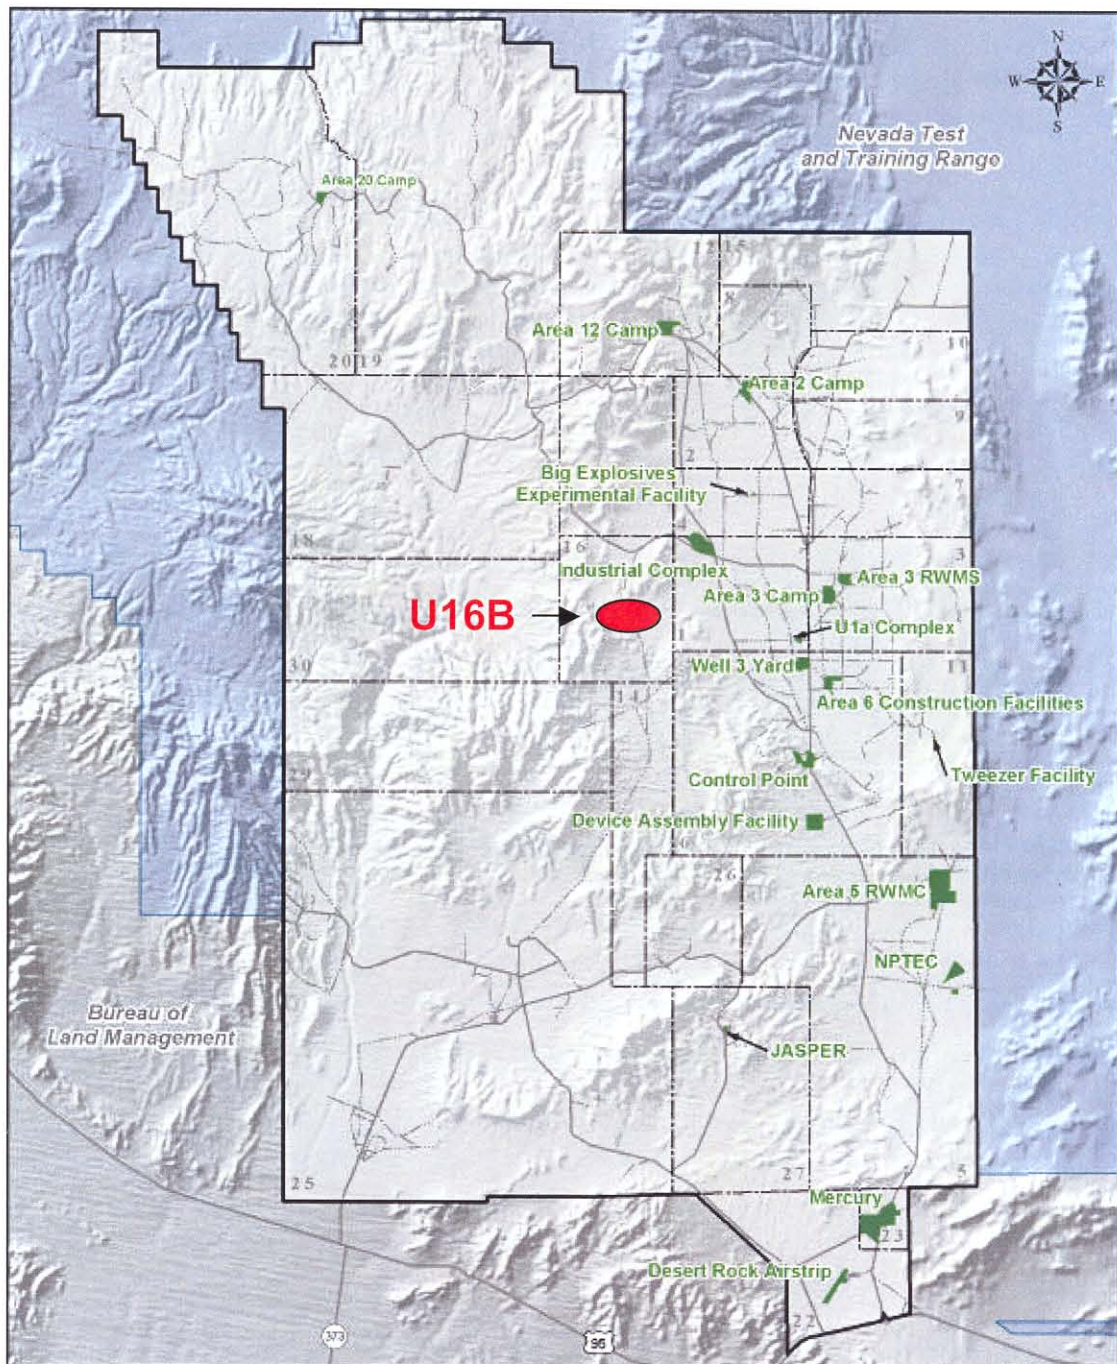 N
W E
S
Nevada Test
and Training Range
Area 20 Camp
12 15
8
Area 12 Camp
10
20 19
Area 2 Camp
9
2
Big Explosives
Experimental Facility
7
18
16
3
Industrial Complex
Area 3 RWMS
Area 3 Camp
U16B
U1a Complex
30
Well 3 Yard
11
14
Area 6 Construction Facilities
29
Control Point
Tweezer Facility
Device Assembly Facility
26
Area 5 RWMC
NPTEC
Bureau of
Land Management
JASPER
25
27
5
Mercury
23
Desert Rock Airstrip
22
373
95